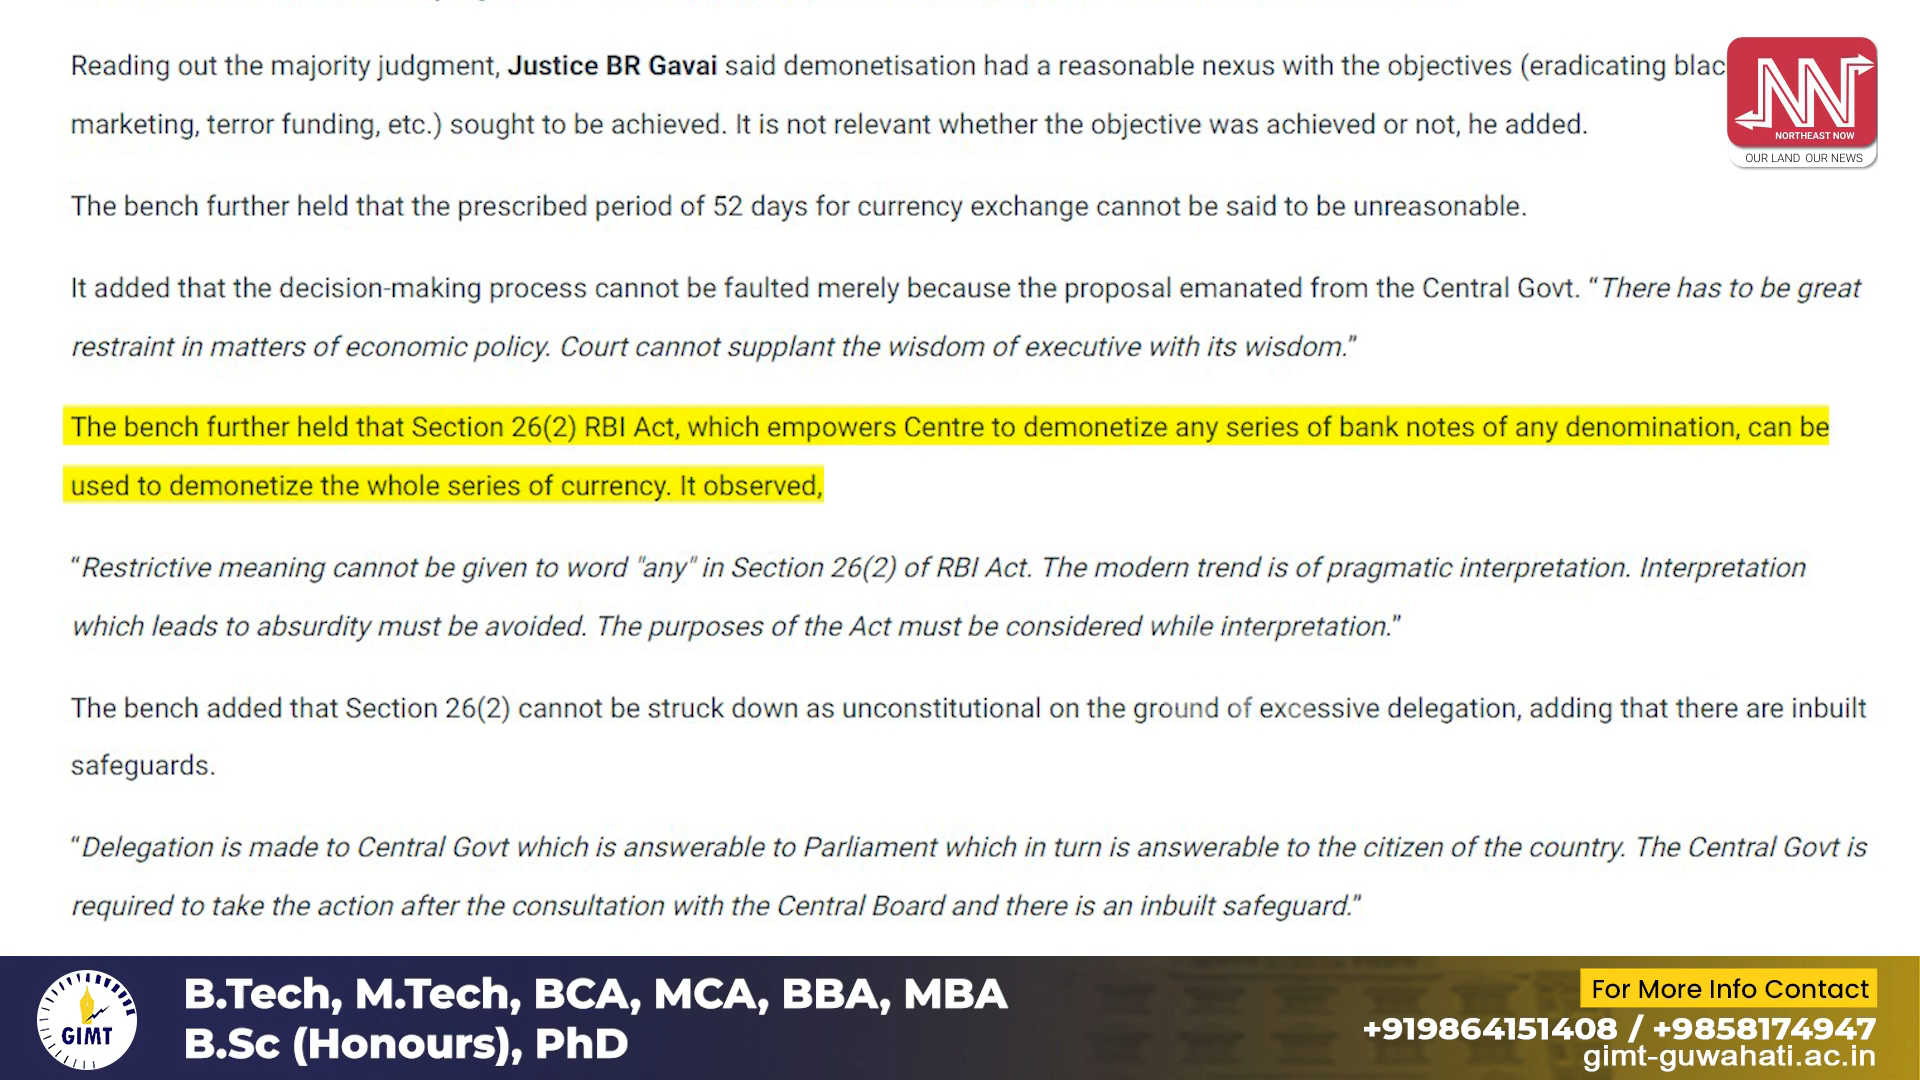 Reading out the majority judgment, Justice BR Gavai said demonetisation had a reasonable nexus with the objectives (eradicating blac
marketing, terror funding, etc.) sought to be achieved. It is not relevant whether the objective was achieved or not, he added.
The bench further held that the prescribed period of 52 days for currency exchange cannot be said to be unreasonable.
It added that the decision-making process cannot be faulted merely because the proposal emanated from the Central Govt. “There has to be great
restraint in matters of economic policy. Court cannot supplant the wisdom of executive with its wisdom.”
The bench further held that Section 26(2) RBI Act, which empowers Centre to demonetize any series of bank notes of any denomination, can be
used to demonetize the whole series of currency. It observed,
“Restrictive meaning cannot be given to word "any" in Section 26(2) of RBI Act. The modern trend is of pragmatic interpretation. Interpretation
which leads to absurdity must be avoided. The purposes of the Act must be considered while interpretation.”
The bench added that Section 26(2) cannot be struck down as unconstitutional on the ground of excessive delegation, adding that there are inbuilt
safeguards.
“Delegation is made to Central Govt which is answerable to Parliament which in turn is answerable to the citizen of the country. The Central Govt is
required to take the action after the consultation with the Central Board and there is an inbuilt safeguard.”
NN
NORTHEAST NOW
OUR LAND OUR NEWS
GIMT
B.Tech, M.Tech, BCA, MCA, BBA, MBA
B.Sc (Honours), PhD
For More Info Contact
+919864151408 / +9858174947
gimt-guwahati.ac.in